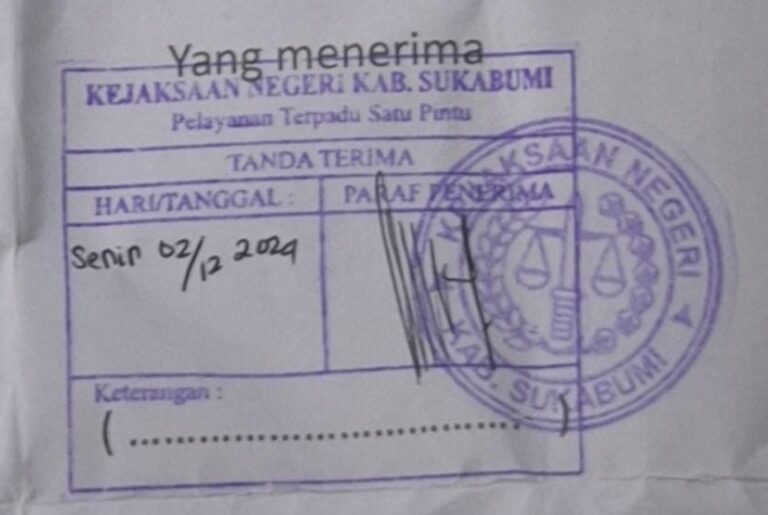 Yang menerima
KEJAKSAAN NEGERI KAB. SUKABUMI
Pelayanan Terpadu Satu Pintu
TANDA TERIMA
HARI/TANGGAL :
PARAF PENERIMA
Senin 02/12 2024
KEJAKSAAN NEGERI
KAB. SUKABUMI
Keterangan :
(........................................)